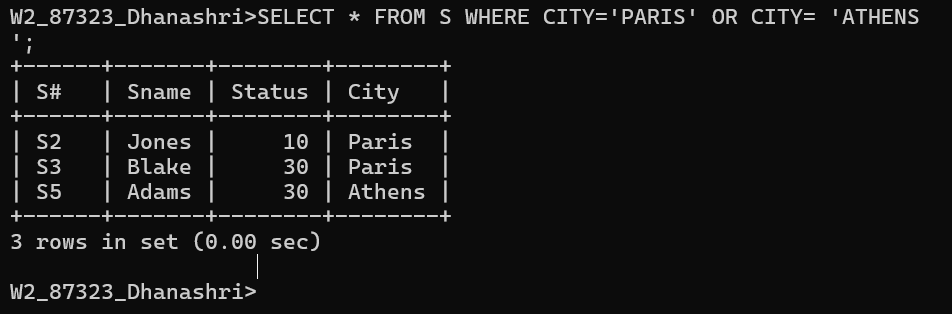 W2_87323_Dhanashri>SELECT * FROM S WHERE CITY='PARIS' OR CITY= 'ATHENS
';
+------+-------+--------+--------+
| S#   | Sname | Status | City   |
+------+-------+--------+--------+
| S2   | Jones |     10 | Paris  |
| S3   | Blake |     30 | Paris  |
| S5   | Adams |     30 | Athens |
+------+-------+--------+--------+
3 rows in set (0.00 sec)
W2_87323_Dhanashri>